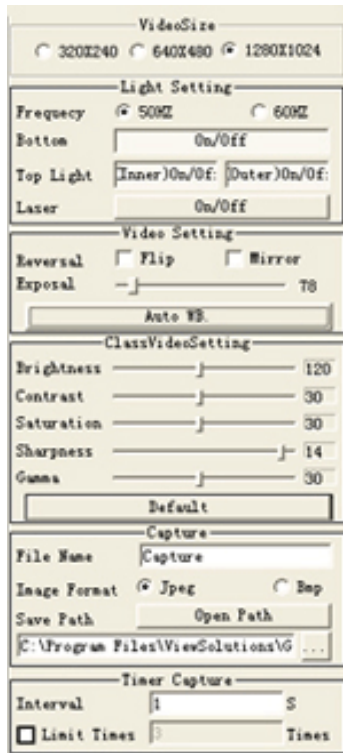 VideoSize
320X240 640X480 1280X1024
Light Setting
Frequecy 50HZ 60HZ
Bottom On/Off
Top Light (Inner)On/Of: (Outer)On/Of:
Laser On/Off
Video Setting
Reversal Flip Mirror
Exposal 78
Auto WB.
ClassVideoSetting
Brightness 120
Contrast 30
Saturation 30
Sharpness 14
Gamma 30
Default
Capture
File Name Capture
Image Format Jpeg Bmp
Save Path Open Path
C:\Program Files\ViewSolutions\G ...
Timer Capture
Interval 1 S
Limit Times 3 Times